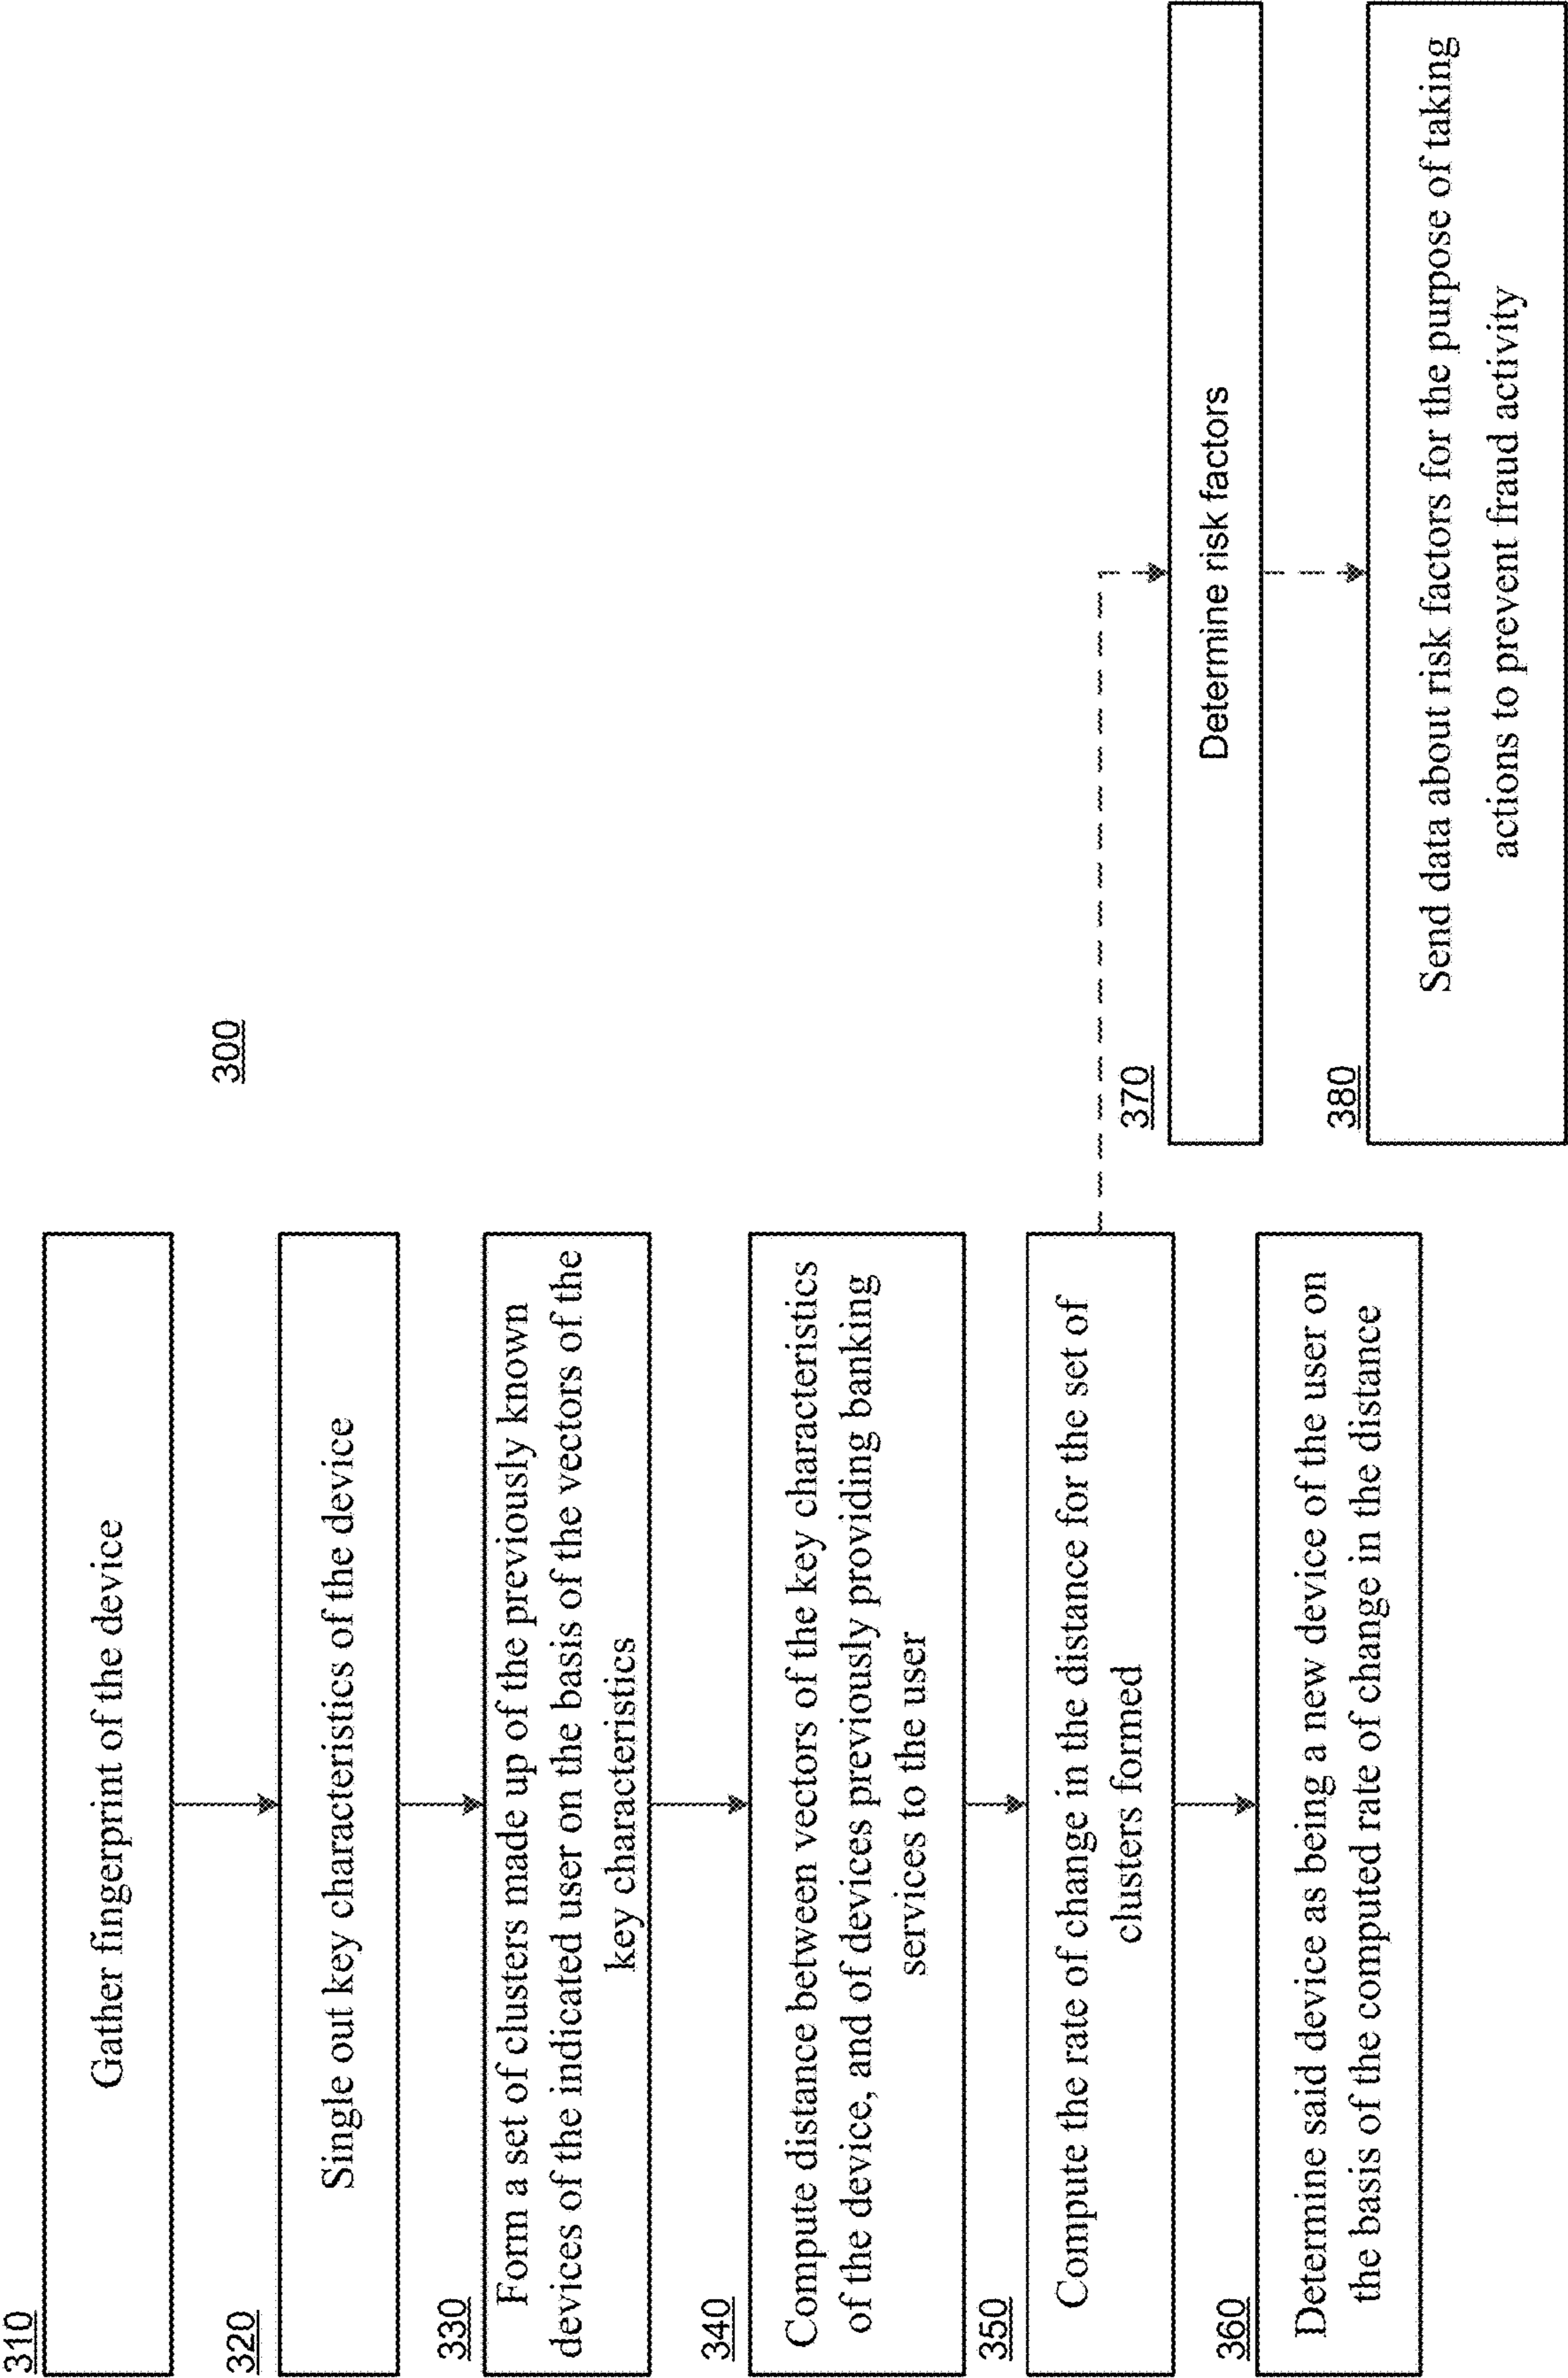 300
310
Gather fingerprint of the device
320
Single out key characteristics of the device
330
Form a set of clusters made up of the previously known
devices of the indicated user on the basis of the vectors of the
key characteristics
340
Compute distance between vectors of the key characteristics
of the device, and of devices previously providing banking
services to the user
350
Compute the rate of change in the distance for the set of
clusters formed
360
Determine said device as being a new device of the user on
the basis of the computed rate of change in the distance
370
Determine risk factors
380
Send data about risk factors for the purpose of taking
actions to prevent fraud activity